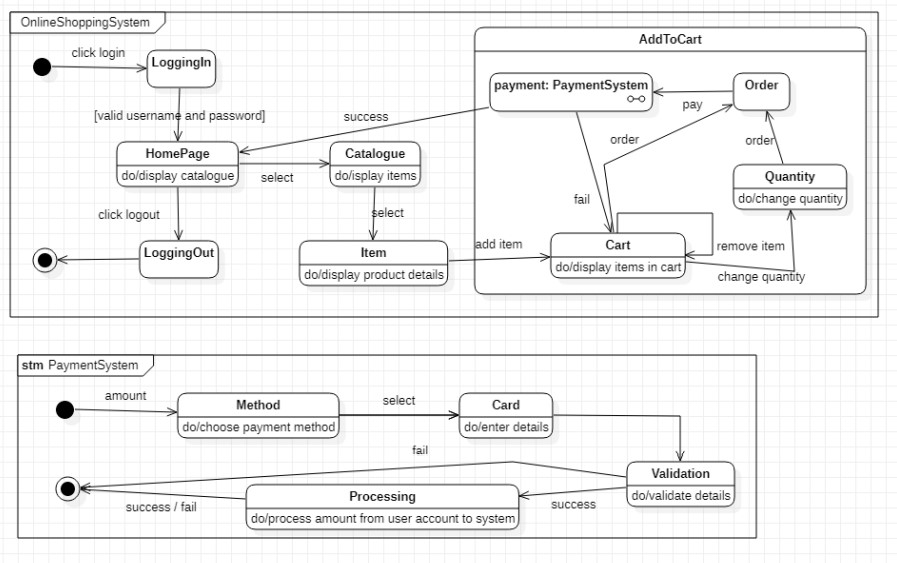 OnlineShoppingSystem
AddToCart
click login
LoggingIn
payment: PaymentSystem
Order
pay
[valid username and password]
success
order
order
HomePage
do/display catalogue
Catalogue
do/isplay items
select
Quantity
do/change quantity
fail
click logout
select
LoggingOut
Item
do/display product details
add item
Cart
do/display items in cart
remove item
change quantity
stm PaymentSystem
amount
Method
do/choose payment method
select
Card
do/enter details
fail
Validation
do/validate details
Processing
do/process amount from user account to system
success / fail
success